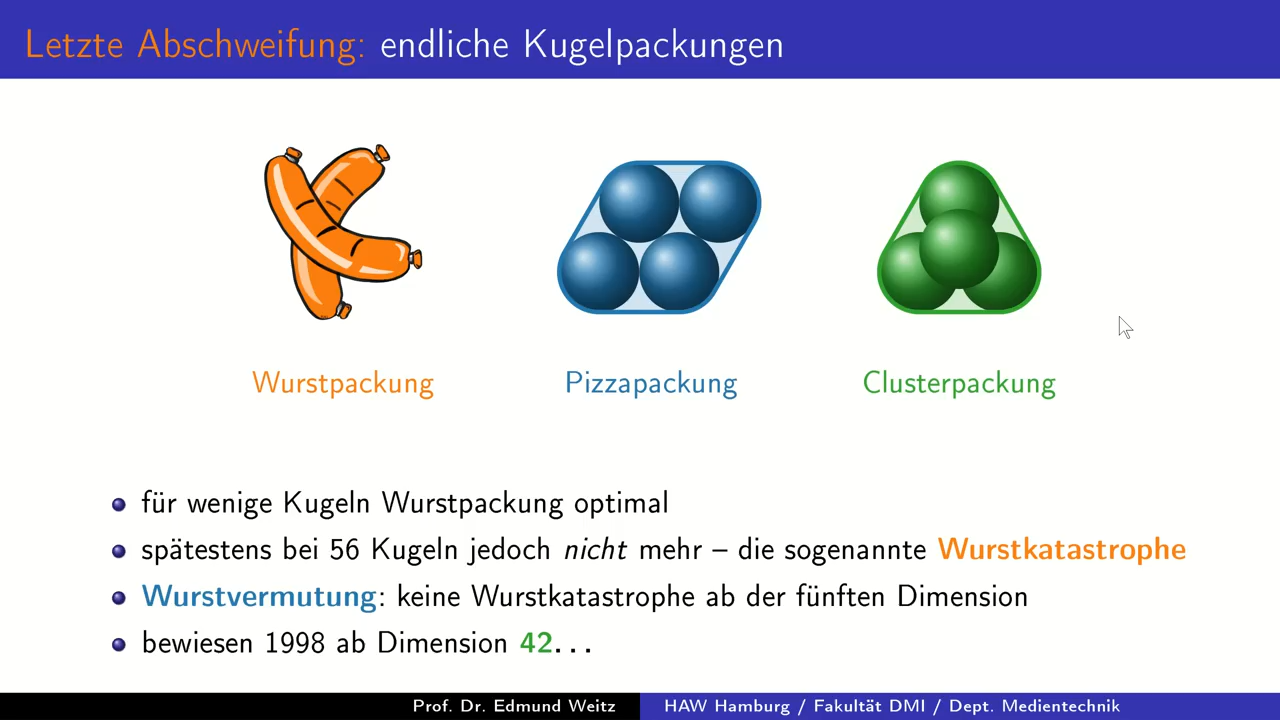 Letzte Abschweifung: endliche Kugelpackungen
Wurstpackung
Pizzapackung
Clusterpackung
für wenige Kugeln Wurstpackung optimal
spätestens bei 56 Kugeln jedoch nicht mehr – die sogenannte Wurstkatastrophe
Wurstvermutung: keine Wurstkatastrophe ab der fünften Dimension
bewiesen 1998 ab Dimension 42...
Prof. Dr. Edmund Weitz
HAW Hamburg / Fakultät DMI / Dept. Medientechnik